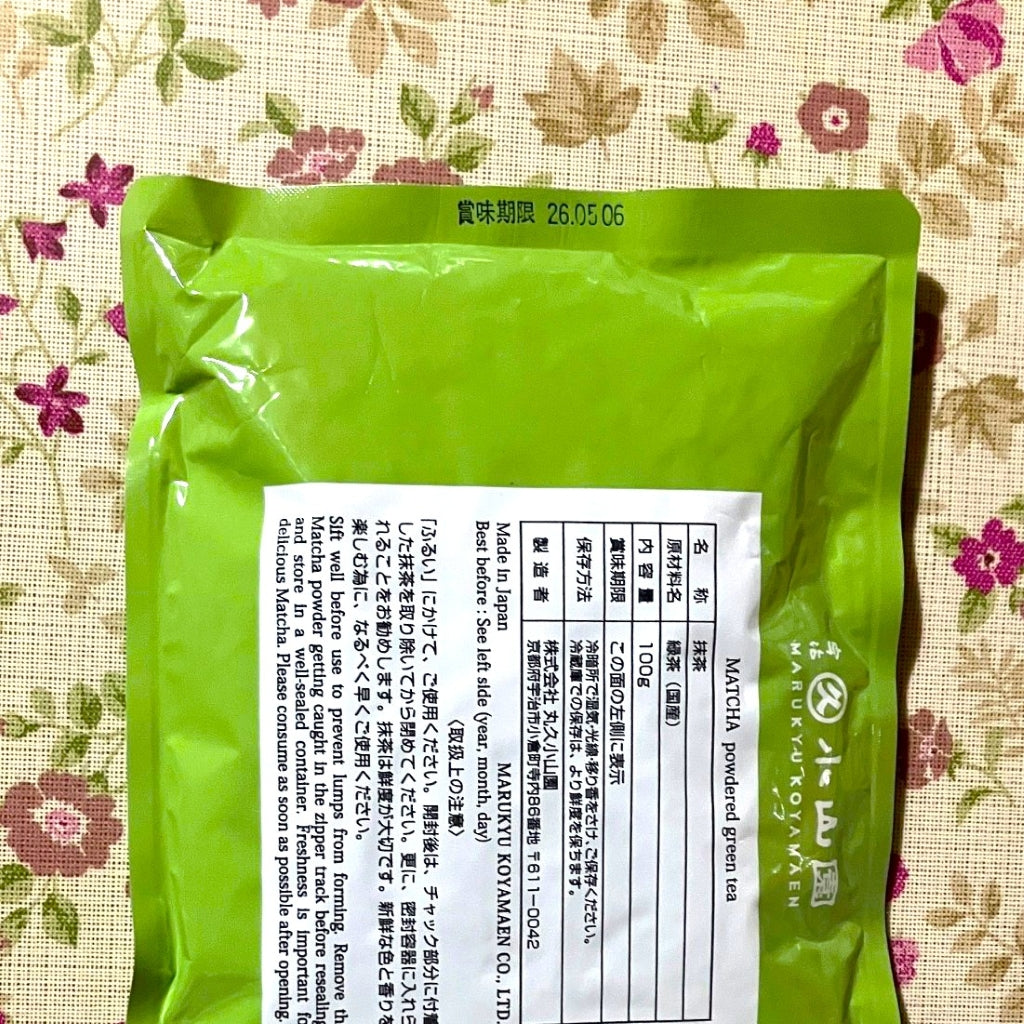 賞味期限 26.05.06
宇治
丸久小山園
MARUKYU KOYAMAEN
MATCHA powdered green tea
名 称 抹茶
原材料名 緑茶（国産）
内容量 100g
賞味期限 この面の左側に表示
保存方法 冷暗所で湿気・光線・移り香をさけ、ご保存ください。
冷蔵庫での保存は、より鮮度を保ちます。
製造者 株式会社 丸久小山園
京都府宇治市小倉町寺内86番地 〒611-0042
Made in Japan MARUKYU KOYAMAEN CO., LTD.
Best before : See left side (year, month, day)
〈取扱上の注意〉
「ふるい」にかけて、ご使用ください。開封後は、チャック部分に付着
した抹茶を取り除いてから閉めてください。更に、密封容器に入れら
れることをお勧めします。抹茶は鮮度が大切です。新鮮な色と香りを
楽しむ為に、なるべく早くご使用ください。
Sift well before use to prevent lumps from forming. Remove th
Matcha powder getting caught in the zipper track before resealing
and store in a well-sealed container. Freshness is important fo
delicious Matcha. Please consume as soon as possible after opening.